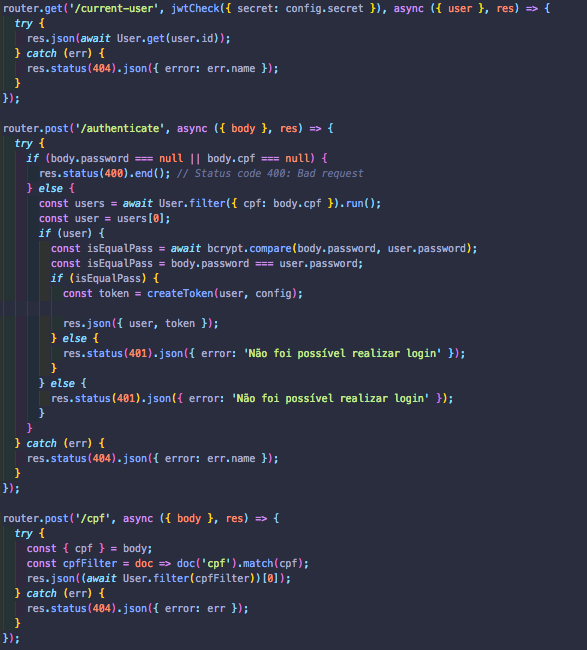 router.get('/current-user', jwtCheck({ secret: config.secret }), async ({ user }, res) => {
  try {
    res.json(await User.get(user.id));
  } catch (err) {
    res.status(404).json({ error: err.name });
  }
});

router.post('/authenticate', async ({ body }, res) => {
  try {
    if (body.password === null || body.cpf === null) {
      res.status(400).end(); // Status code 400: Bad request
    } else {
      const users = await User.filter({ cpf: body.cpf }).run();
      const user = users[0];
      if (user) {
        const isEqualPass = await bcrypt.compare(body.password, user.password);
        const isEqualPass = body.password === user.password;
        if (isEqualPass) {
          const token = createToken(user, config);

          res.json({ user, token });
        } else {
          res.status(401).json({ error: 'Não foi possível realizar login' });
        }
      } else {
        res.status(401).json({ error: 'Não foi possível realizar login' });
      }
    }
  } catch (err) {
    res.status(404).json({ error: err.name });
  }
});

router.post('/cpf', async ({ body }, res) => {
  try {
    const { cpf } = body;
    const cpfFilter = doc => doc('cpf').match(cpf);
    res.json((await User.filter(cpfFilter))[0]);
  } catch (err) {
    res.status(404).json({ error: err });
  }
});